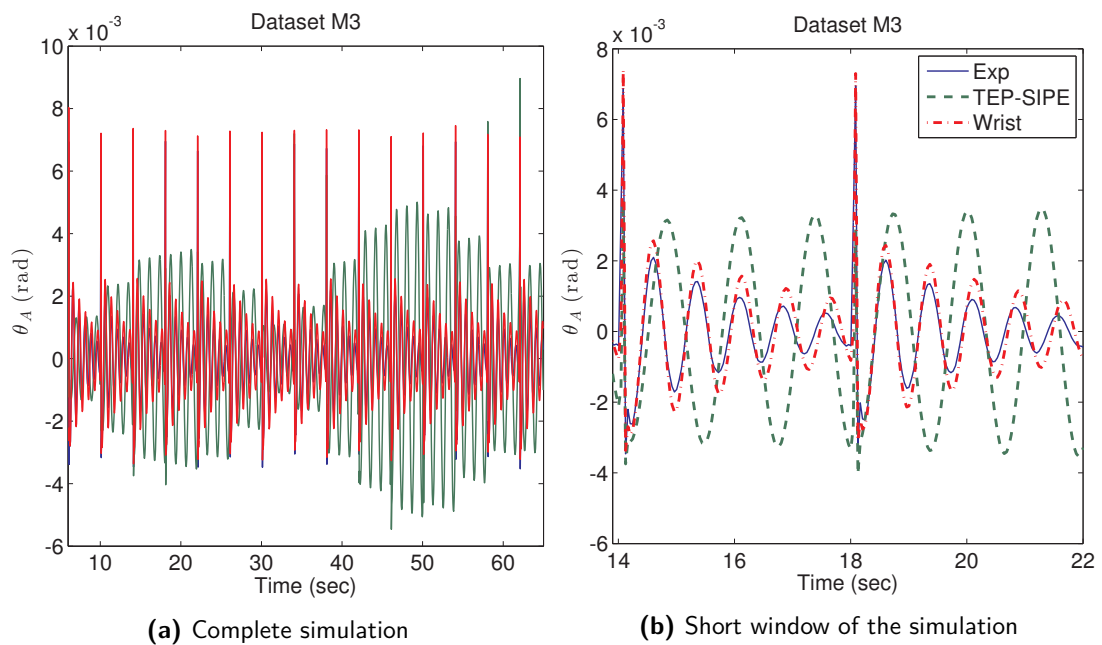 Dataset M3
x 10⁻³
10
8
6
4
2
0
-2
-4
-6
θ_A (rad)
10
20
30
40
50
60
Time (sec)
(a) Complete simulation
Dataset M3
x 10⁻³
8
6
4
2
0
-2
-4
-6
θ_A (rad)
14
16
18
20
22
Time (sec)
Exp
TEP-SIPE
Wrist
(b) Short window of the simulation